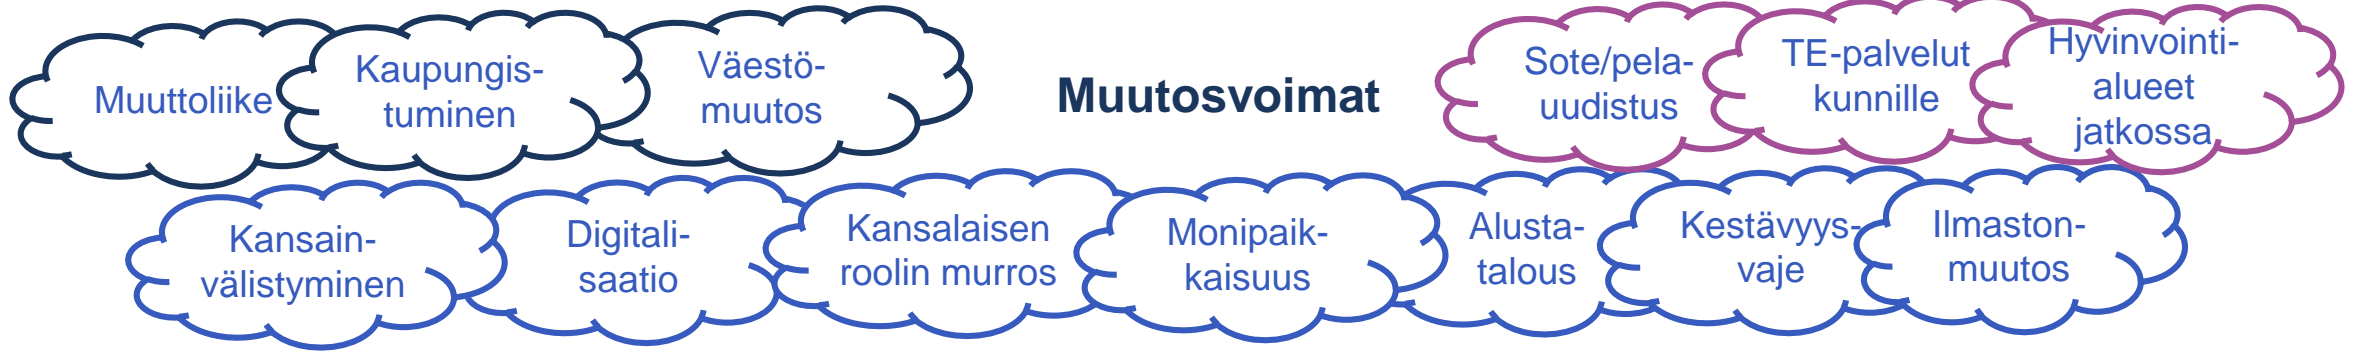 Muuttoliike
Kaupungis-
tuminen
Väestö-
muutos
Muutosvoimat
Sote/pela-
uudistus
TE-palvelut
kunnille
Hyvinvointi-
alueet
jatkossa
Kansain-
välistyminen
Digitali-
saatio
Kansalaisen
roolin murros
Monipaik-
kaisuus
Alusta-
talous
Kestävyys-
vaje
Ilmaston-
muutos